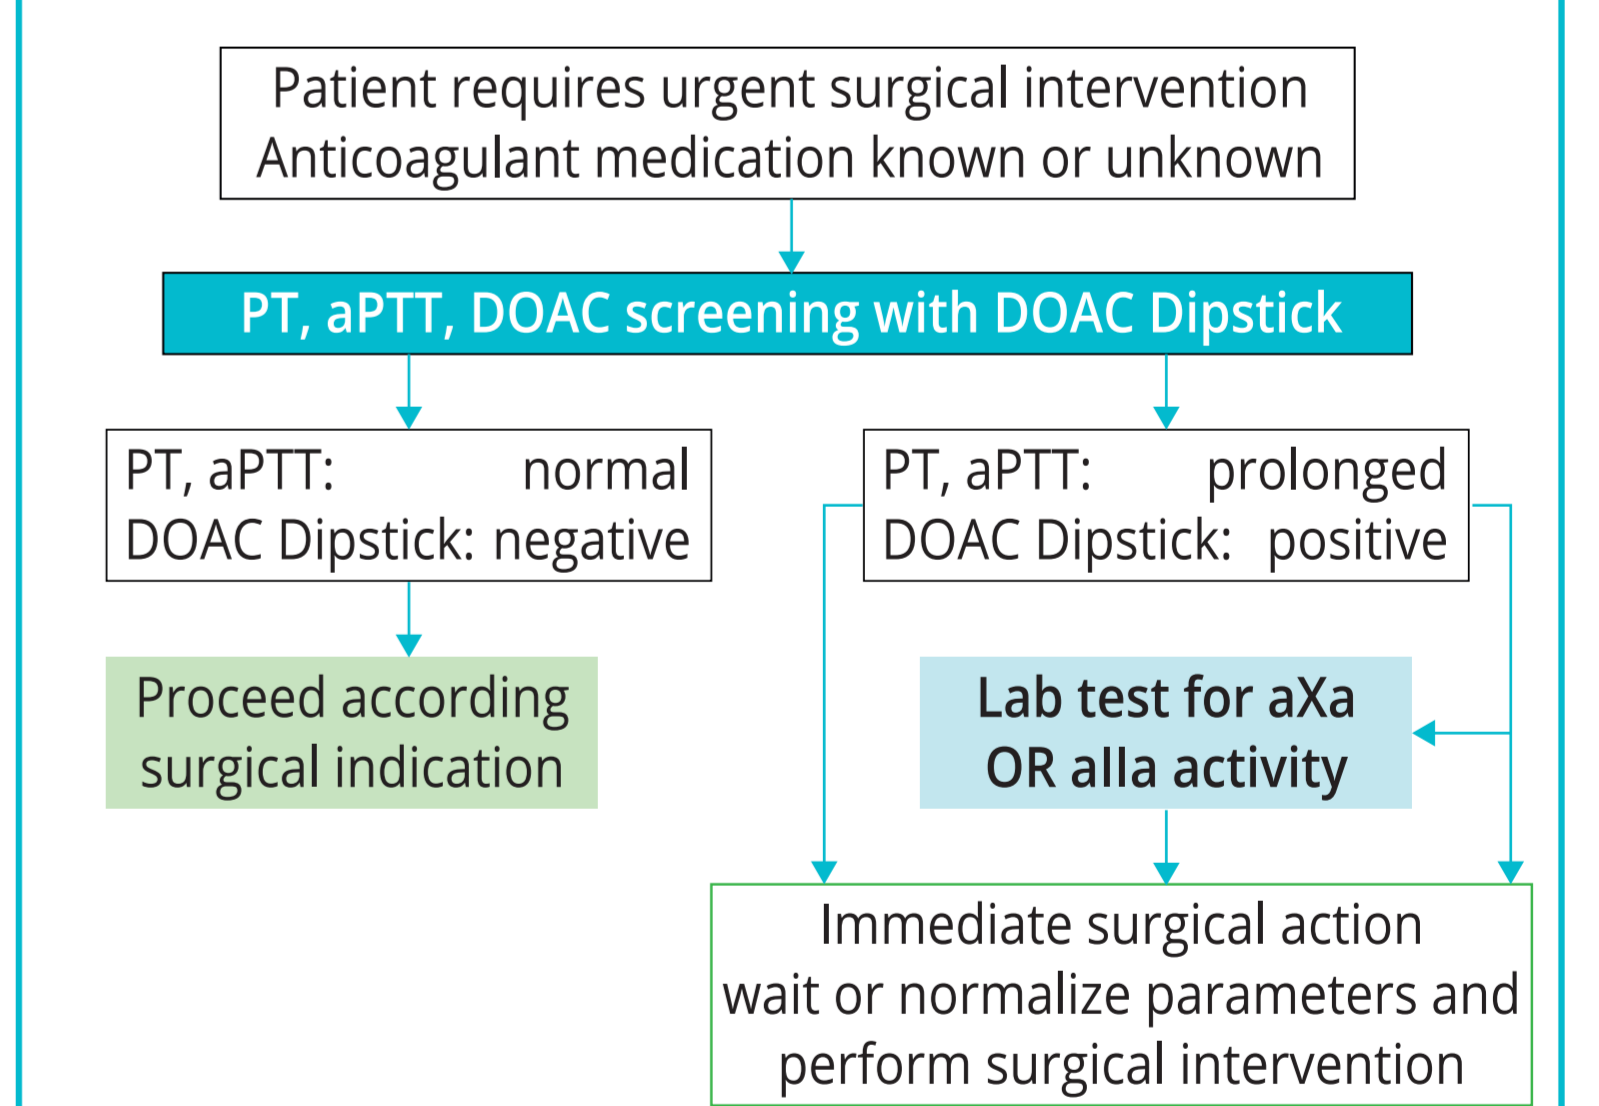 Patient requires urgent surgical intervention
Anticoagulant medication known or unknown
PT, aPTT, DOAC screening with DOAC Dipstick
PT, aPTT: normal
DOAC Dipstick: negative
PT, aPTT: prolonged
DOAC Dipstick: positive
Proceed according
surgical indication
Lab test for aXa
OR alla activity
Immediate surgical action
wait or normalize parameters and
perform surgical intervention